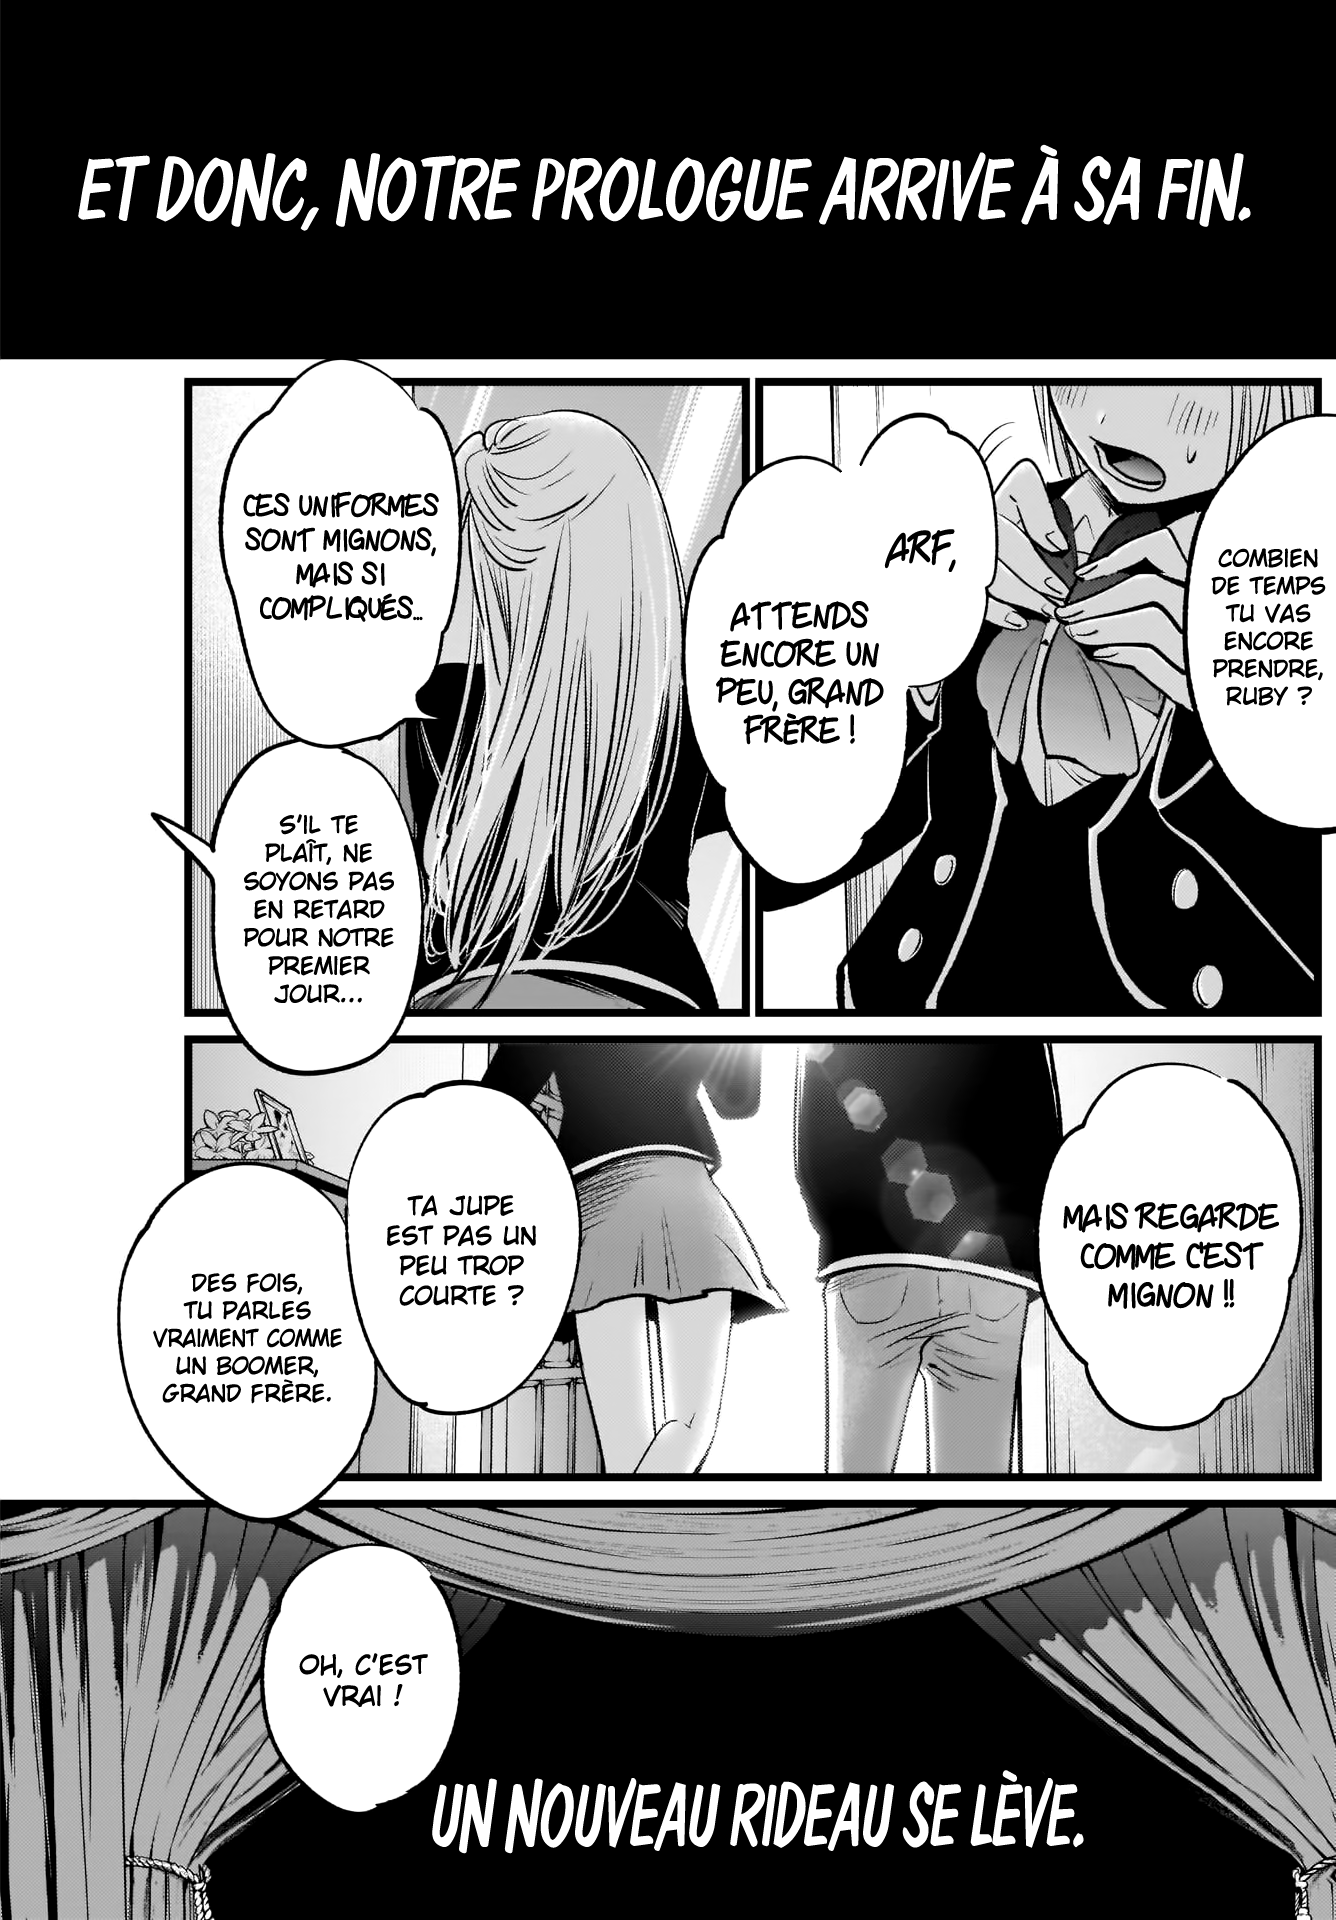 ET DONC, NOTRE PROLOGUE ARRIVE À SA FIN.
COMBIEN
DE TEMPS
TU VAS
ENCORE
PRENDRE,
RUBY ?
ARF,
ATTENDS
ENCORE UN
PEU, GRAND
FRÈRE !
CES UNIFORMES
SONT MIGNONS,
MAIS SI
COMPLIQUÉS...
S'IL TE
PLAÎT, NE
SOYONS PAS
EN RETARD
POUR NOTRE
PREMIER
JOUR...
MAIS REGARDE
COMME C'EST
MIGNON !!
TA JUPE
EST PAS UN
PEU TROP
COURTE ?
DES FOIS,
TU PARLES
VRAIMENT COMME
UN BOOMER,
GRAND FRÈRE.
OH, C'EST
VRAI !
UN NOUVEAU RIDEAU SE LÈVE.